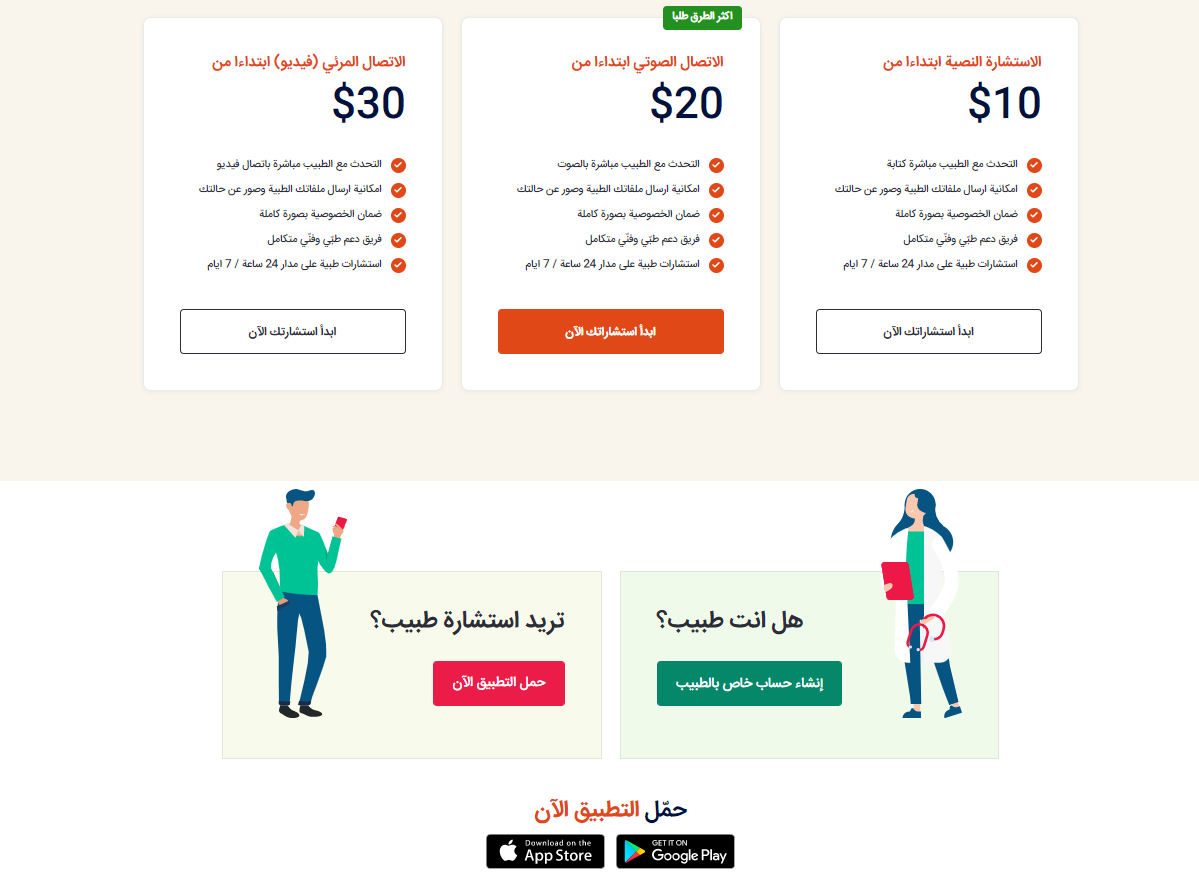 الاستشارة النصية ابتداءا من
$10
التحدث مع الطبيب مباشرة كتابة
امكانية ارسال ملفاتك الطبية وصور عن حالتك
ضمان الخصوصية بصورة كاملة
فريق دعم طبّي وفنّي متكامل
استشارات طبية على مدار 24 ساعة / 7 ايام
ابدأ استشاراتك الآن
اكثر الطرق طلبا
الاتصال الصوتي ابتداءا من
$20
التحدث مع الطبيب مباشرة بالصوت
امكانية ارسال ملفاتك الطبية وصور عن حالتك
ضمان الخصوصية بصورة كاملة
فريق دعم طبّي وفنّي متكامل
استشارات طبية على مدار 24 ساعة / 7 ايام
ابدأ استشاراتك الآن
الاتصال المرئي (فيديو) ابتداءا من
$30
التحدث مع الطبيب مباشرة باتصال فيديو
امكانية ارسال ملفاتك الطبية وصور عن حالتك
ضمان الخصوصية بصورة كاملة
فريق دعم طبّي وفنّي متكامل
استشارات طبية على مدار 24 ساعة / 7 ايام
ابدأ استشارتك الآن
هل انت طبيب؟
إنشاء حساب خاص بالطبيب
تريد استشارة طبيب؟
حمل التطبيق الآن
حمّل التطبيق الآن
GET IT ON
Google Play
Download on the
App Store